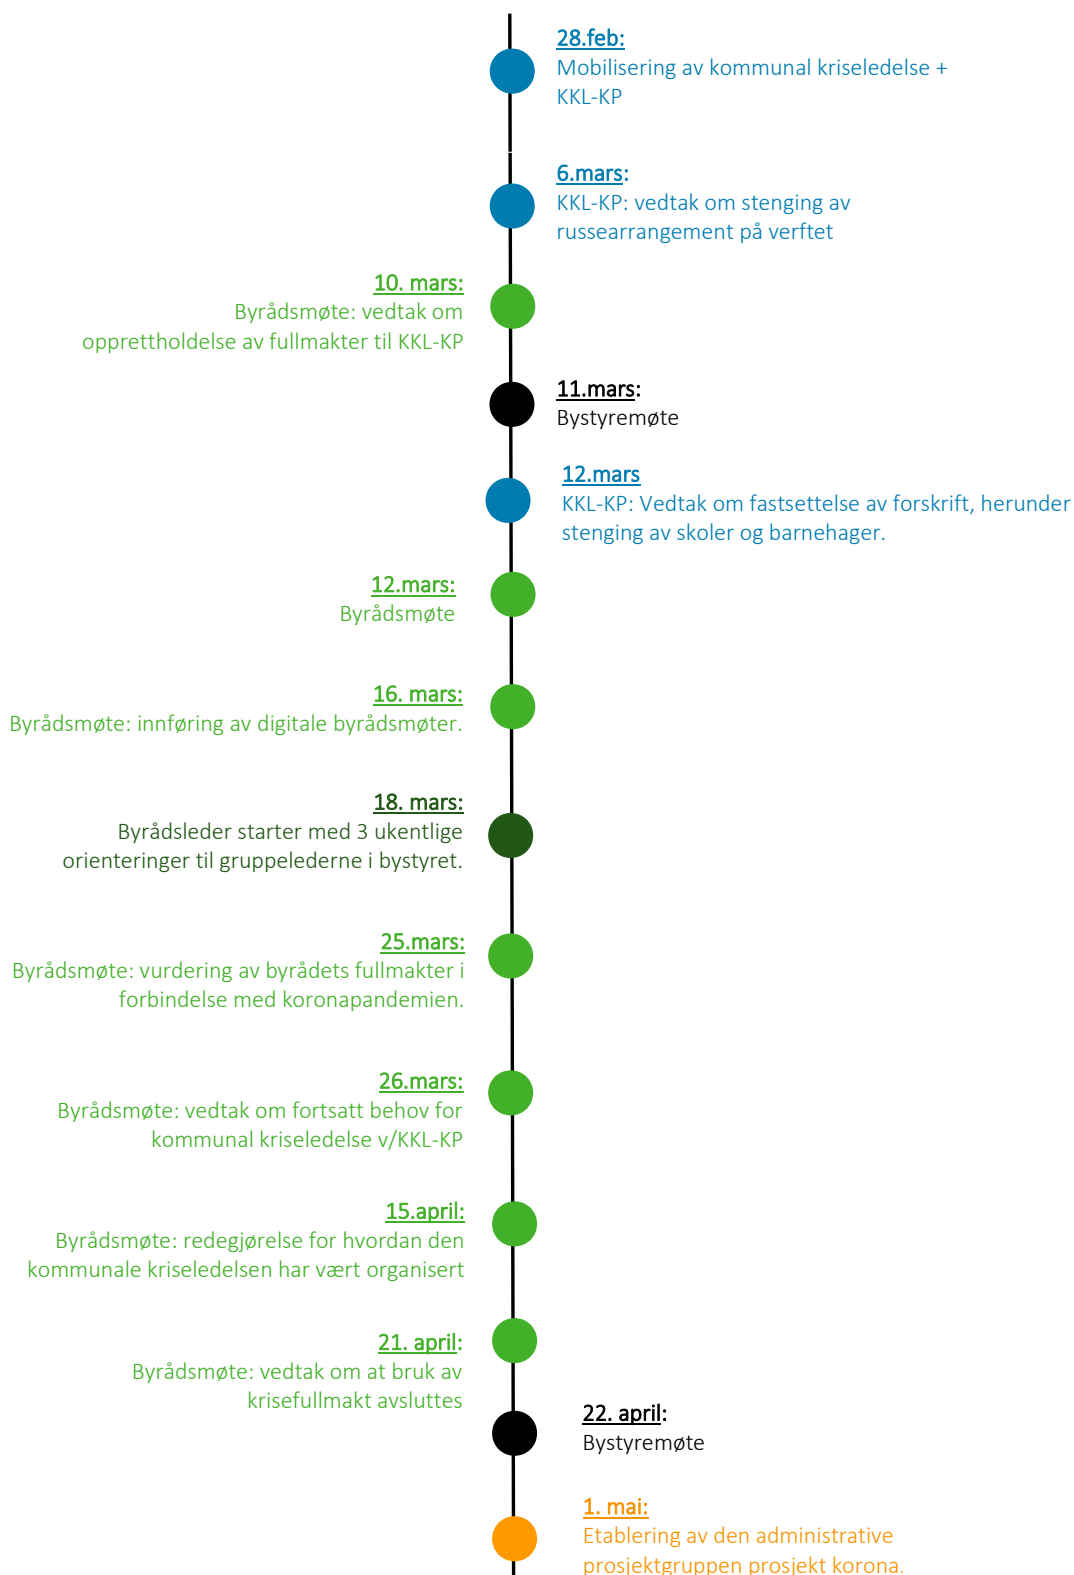 28.feb:
Mobilisering av kommunal kriseledelse +
KKL-KP
6.mars:
KKL-KP: vedtak om stenging av
russearrangement på verftet
10. mars:
Byrådsmøte: vedtak om
opprettholdelse av fullmakter til KKL-KP
11.mars:
Bystyremøte
12.mars
KKL-KP: Vedtak om fastsettelse av forskrift, herunder
stenging av skoler og barnehager.
12.mars:
Byrådsmøte
16. mars:
Byrådsmøte: innføring av digitale byrådsmøter.
18. mars:
Byrådsleder starter med 3 ukentlige
orienteringer til gruppelederne i bystyret.
25.mars:
Byrådsmøte: vurdering av byrådets fullmakter i
forbindelse med koronapandemien.
26.mars:
Byrådsmøte: vedtak om fortsatt behov for
kommunal kriseledelse v/KKL-KP
15.april:
Byrådsmøte: redegjørelse for hvordan den
kommunale kriseledelsen har vært organisert
21. april:
Byrådsmøte: vedtak om at bruk av
krisefullmakt avsluttes
22. april:
Bystyremøte
1. mai:
Etablering av den administrative
prosjektgruppen prosjekt korona.